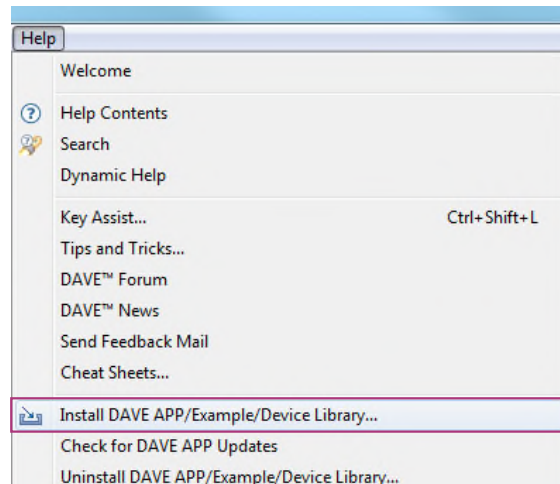 Help
Welcome
Help Contents
Search
Dynamic Help
Key Assist... Ctrl+Shift+L
Tips and Tricks...
DAVE™ Forum
DAVE™ News
Send Feedback Mail
Cheat Sheets...
Install DAVE APP/Example/Device Library...
Check for DAVE APP Updates
Uninstall DAVE APP/Example/Device Library...